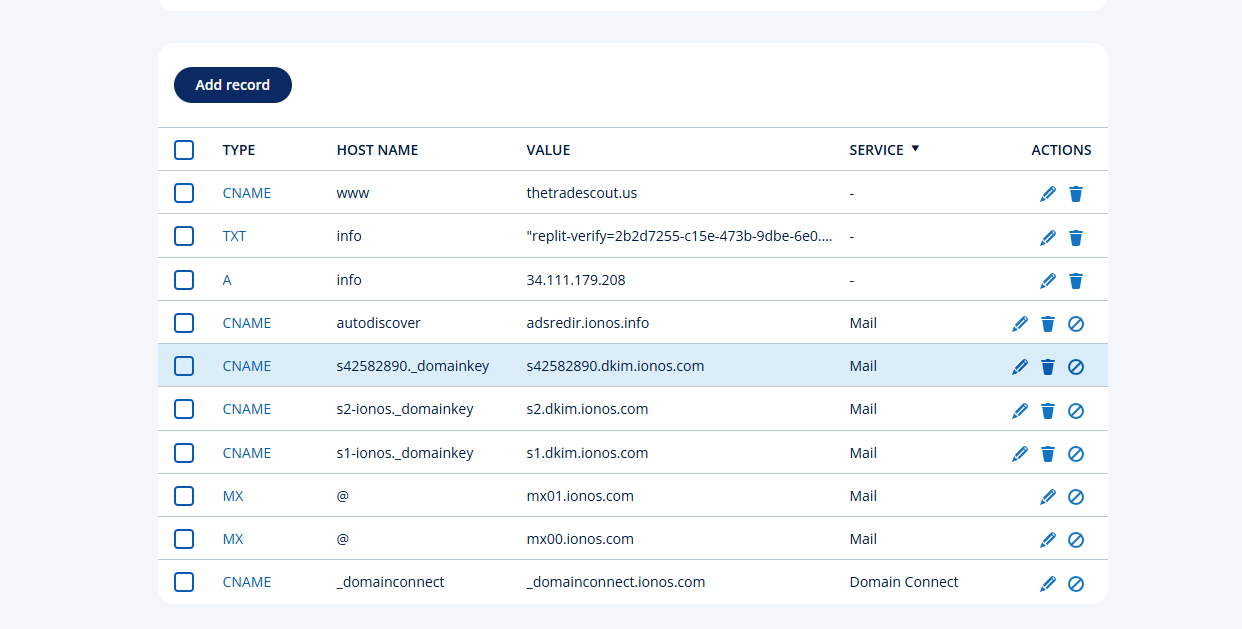 Add record
TYPE HOST NAME VALUE SERVICE ▼ ACTIONS
CNAME www thetradescout.us -
TXT info "replit-verify=2b2d7255-c15e-473b-9dbe-6e0.... -
A info 34.111.179.208 -
CNAME autodiscover adsredir.ionos.info Mail
CNAME s42582890._domainkey s42582890.dkim.ionos.com Mail
CNAME s2-ionos._domainkey s2.dkim.ionos.com Mail
CNAME s1-ionos._domainkey s1.dkim.ionos.com Mail
MX @ mx01.ionos.com Mail
MX @ mx00.ionos.com Mail
CNAME _domainconnect _domainconnect.ionos.com Domain Connect